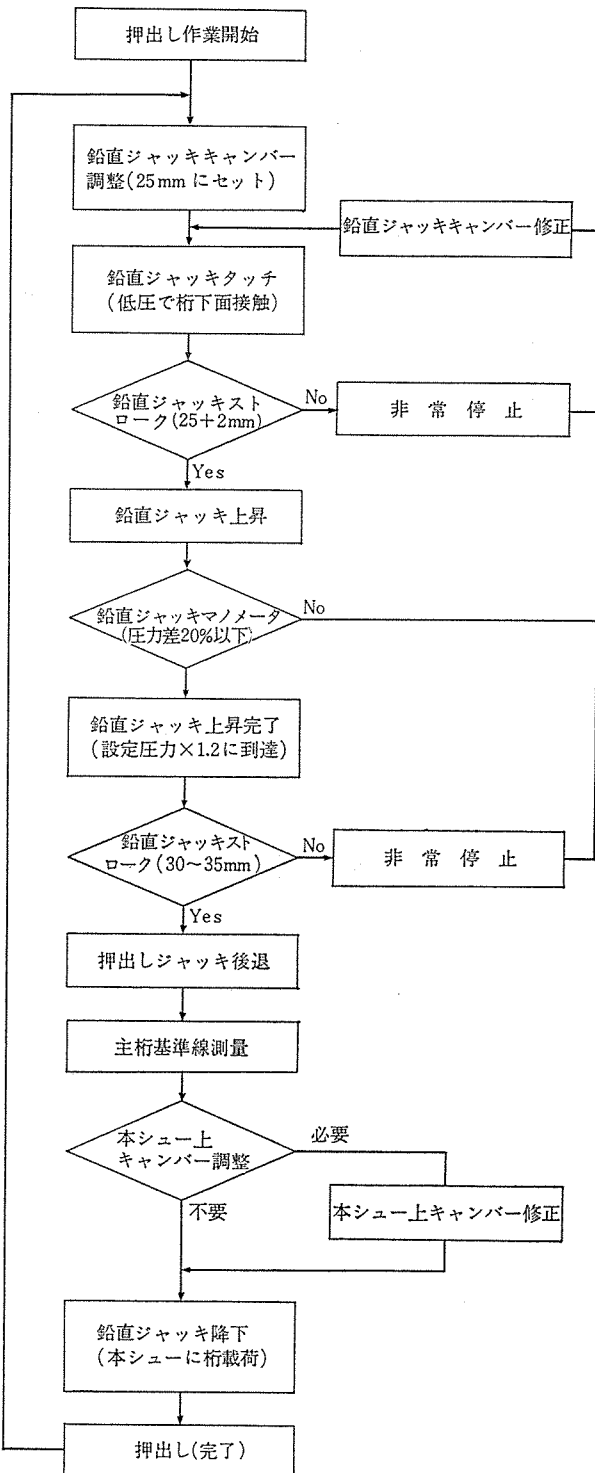 押出し作業開始
鉛直ジャッキキャンバー
調整(25mmにセット)
鉛直ジャッキキャンバー修正
鉛直ジャッキタッチ
(低圧で桁下面接触)
鉛直ジャッキスト
ローク(25+2mm)
No
非常停止
Yes
鉛直ジャッキ上昇
鉛直ジャッキマノメータ
(圧力差20%以下)
No
鉛直ジャッキ上昇完了
(設定圧力×1.2に到達)
鉛直ジャッキスト
ローク(30～35mm)
No
非常停止
Yes
押出しジャッキ後退
主桁基準線測量
本シュー上
キャンバー調整
必要
不要
本シュー上キャンバー修正
鉛直ジャッキ降下
(本シューに桁載荷)
押出し(完了)